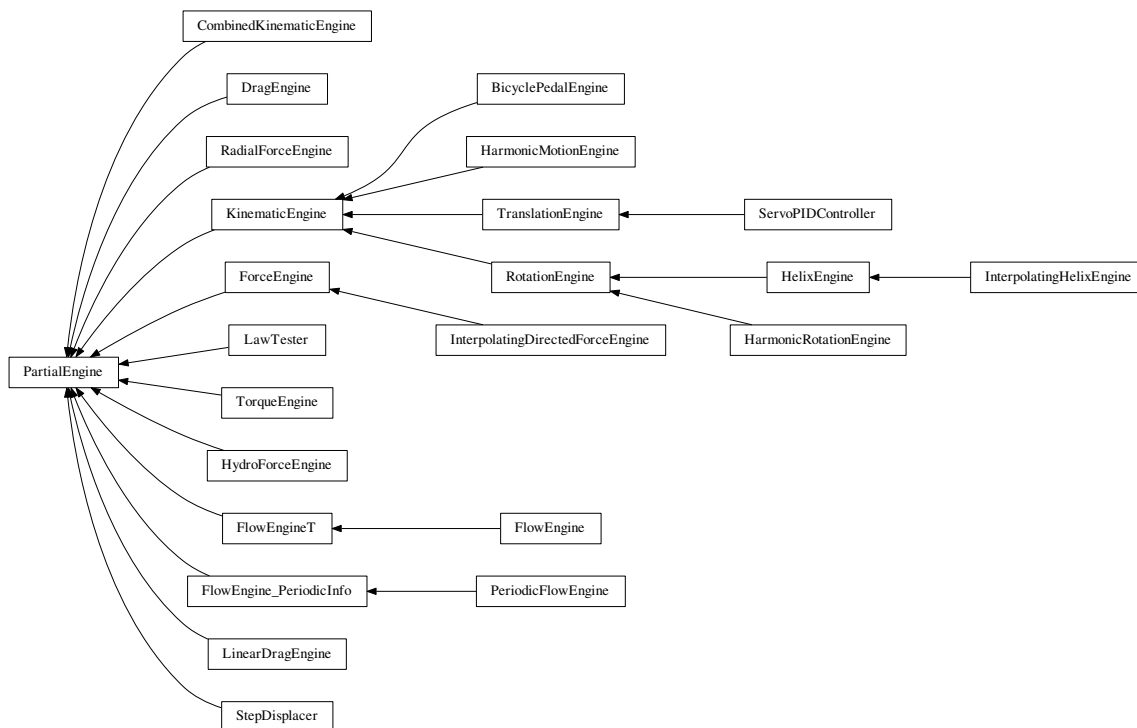 CombinedKinematicEngine
DragEngine
BicyclePedalEngine
RadialForceEngine
HarmonicMotionEngine
KinematicEngine
TranslationEngine
ServoPIDController
ForceEngine
RotationEngine
HelixEngine
InterpolatingHelixEngine
LawTester
InterpolatingDirectedForceEngine
HarmonicRotationEngine
PartialEngine
TorqueEngine
HydroForceEngine
FlowEngineT
FlowEngine
FlowEngine_PeriodicInfo
PeriodicFlowEngine
LinearDragEngine
StepDisplacer